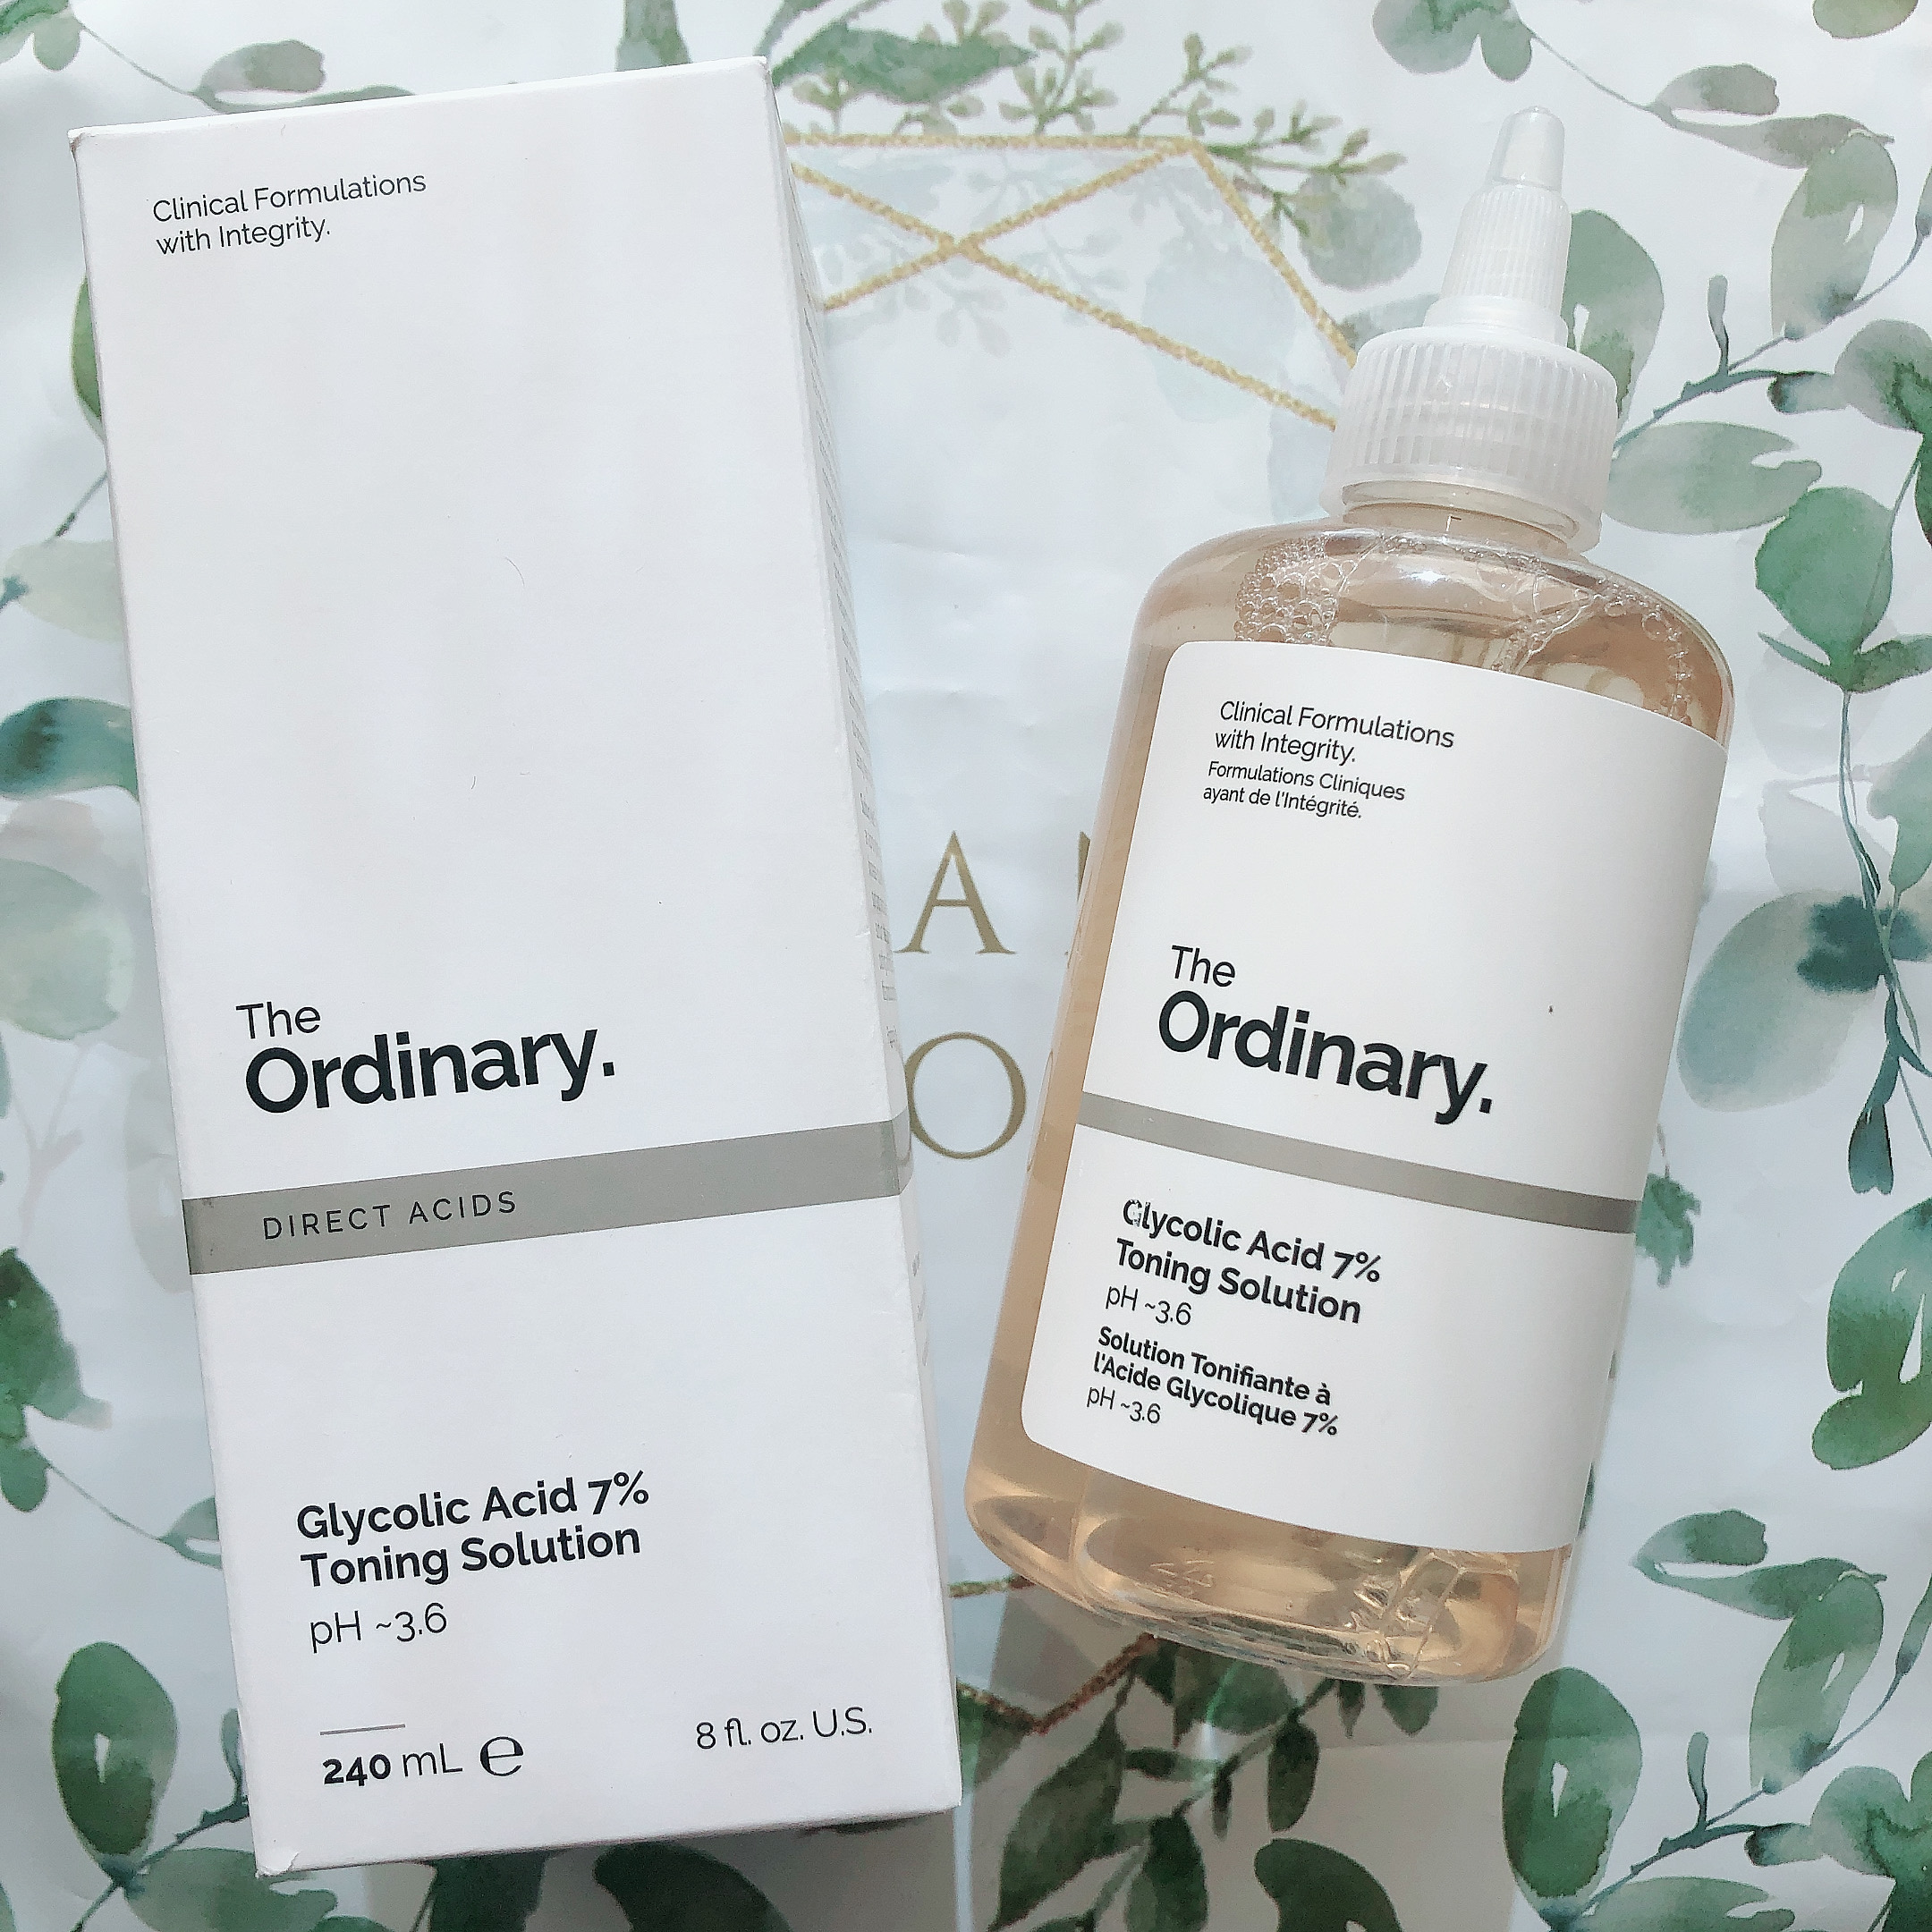 Clinical Formulations
with Integrity.
The
Ordinary.
DIRECT ACIDS
Glycolic Acid 7%
Toning Solution
pH ~3.6
240 mL ℮
8 fl. oz. U.S.
Clinical Formulations
with Integrity.
Formulations Cliniques
ayant de l'Intégrité.
The
Ordinary.
Glycolic Acid 7%
Toning Solution
pH ~3.6
Solution Tonifiante à
l'Acide Glycolique 7%
pH ~3.6
A
O